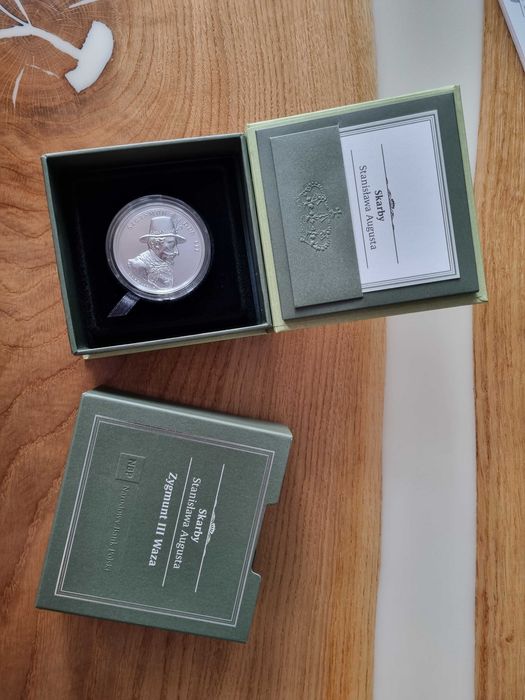 Skarby
Stanisława Augusta
Skarby
Stanisława Augusta
Zygmunt III Waza
NBP
Narodowy Bank Polski